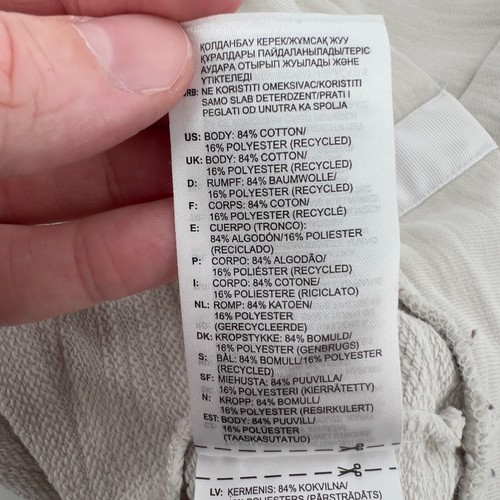 ҚОЛДАНБАУ КЕРЕК/ЖҰМСАҚ ЖУУ
ҚҰРАЛДАРЫ ПАЙДАЛАНЫЛАДЫ/ТЕРІС
АУДАРА ОТЫРЫП ЖУЫЛАДЫ ЖӘНЕ
ҮТІКТЕЛЕДІ
SRB: NE KORISTITI OMEKSIVAC/KORISTITI
SAMO SLAB DETERDZENT/PRATI I
PEGLATI OD UNUTRA KA SPOLJA
US: BODY: 84% COTTON/
16% POLYESTER (RECYCLED)
UK: BODY: 84% COTTON/
16% POLYESTER (RECYCLED)
D: RUMPF: 84% BAUMWOLLE/
16% POLYESTER (RECYCELT)
F: CORPS: 84% COTON/
16% POLYESTER (RECYCLÉ)
E: CUERPO (TRONCO):
84% ALGODÓN/16% POLIESTER
(RECICLADO)
P: CORPO: 84% ALGODÃO/
16% POLIÉSTER (RECYCLED)
I: CORPO: 84% COTONE/
16% POLIESTERE (RICICLATO)
NL: ROMP: 84% KATOEN/
16% POLYESTER
(GERECYCLEERDE)
DK: KROPSTYKKE: 84% BOMULD/
16% POLYESTER (GENBRUGS)
S: BÅL: 84% BOMULL/16% POLYESTER
(RECYCLED)
SF: MIEHUSTA: 84% PUUVILLA/
16% POLYESTERI (KIERRÄTETTY)
N: KROPP: 84% BOMULL/
16% POLYESTER (RESIRKULERT)
EST: BODY: 84% PUUVILL/
16% POLÜESTER
(TAASKASUTATUD)
LV: ĶERMENIS: 84% KOKVILNA/
16% POLIESTERS (PĀRSTRĀDĀTS)